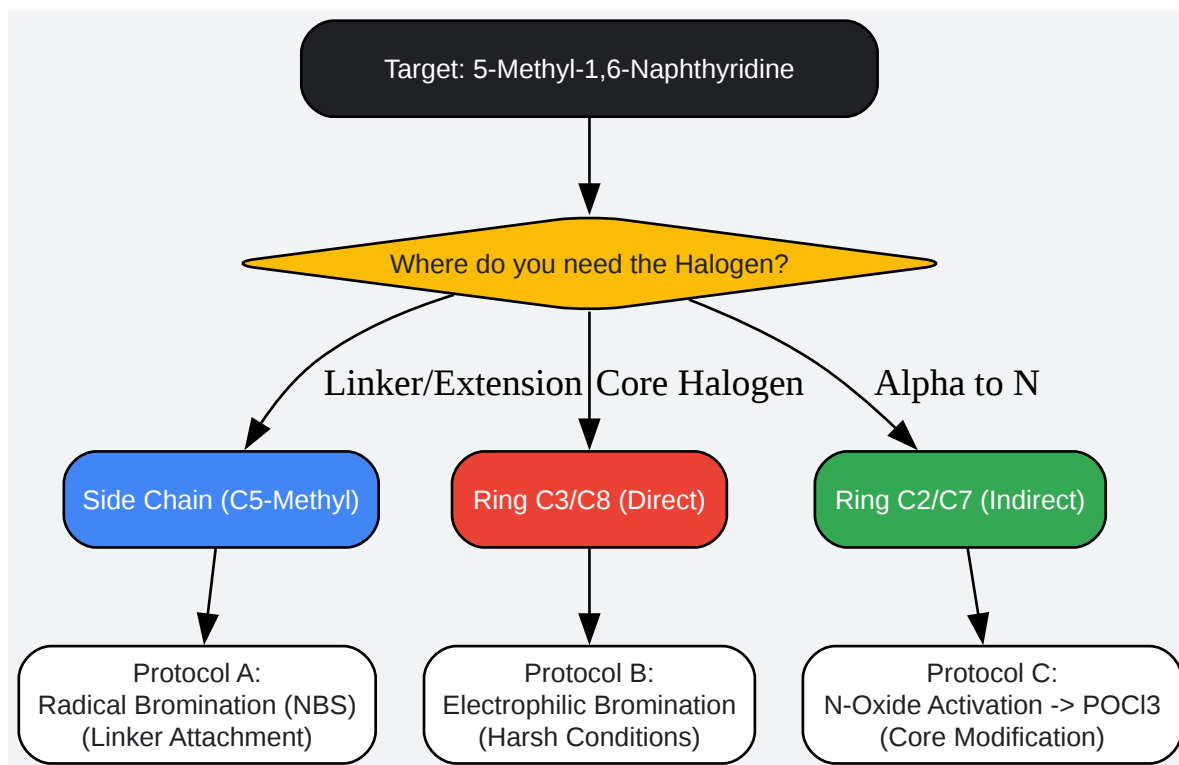 Target: 5-Methyl-1,6-Naphthyridine
Where do you need the Halogen?
Linker/Extension
Core Halogen
Alpha to N
Side Chain (C5-Methyl)
Ring C3/C8 (Direct)
Ring C2/C7 (Indirect)
Protocol A:
Radical Bromination (NBS)
(Linker Attachment)
Protocol B:
Electrophilic Bromination
(Harsh Conditions)
Protocol C:
N-Oxide Activation -> POCl3
(Core Modification)